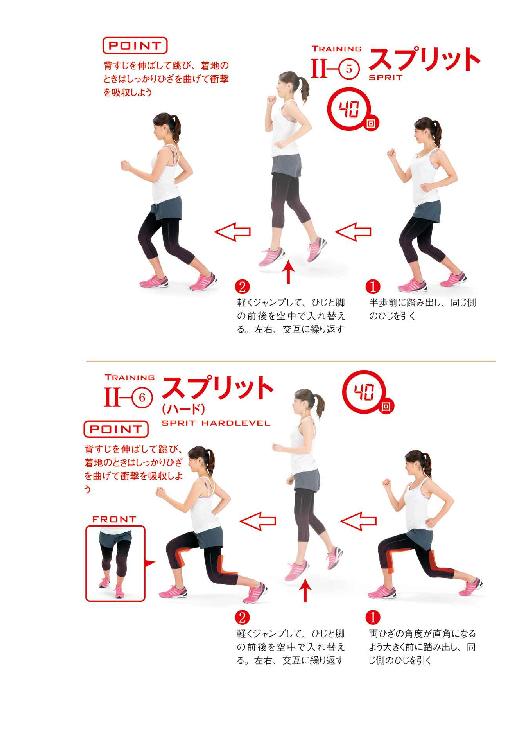 POINT
背すじを伸ばして跳び、着地の
ときはしっかりひざを曲げて衝撃
を吸収しよう
TRAINING
II-⑤
スプリット
SPRIT
40
回
❷
軽くジャンプして、ひじと脚
の前後を空中で入れ替え
る。左右、交互に繰り返す
❶
半歩前に踏み出し、同じ側
のひじを引く
TRAINING
II-⑥
スプリット
(ハード)
SPRIT HARDLEVEL
40
回
POINT
背すじを伸ばして跳び、
着地のときはしっかりひざ
を曲げて衝撃を吸収しよ
う
FRONT
❷
軽くジャンプして、ひじと脚
の前後を空中で入れ替え
る。左右、交互に繰り返す
❶
両ひざの角度が直角になる
よう大きく前に踏み出し、同
じ側のひじを引く